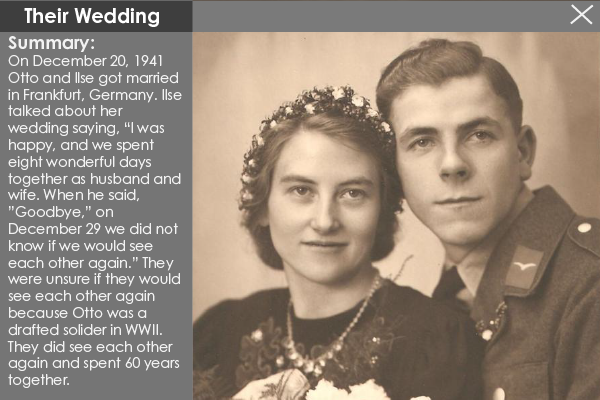 Their Wedding
Summary:
On December 20, 1941
Otto and Ilse got married
in Frankfurt, Germany. Ilse
talked about her
wedding saying, “I was
happy, and we spent
eight wonderful days
together as husband and
wife. When he said,
”Goodbye,” on
December 29 we did not
know if we would see
each other again.” They
were unsure if they would
see each other again
because Otto was a
drafted solider in WWII.
They did see each other
again and spent 60 years
together.